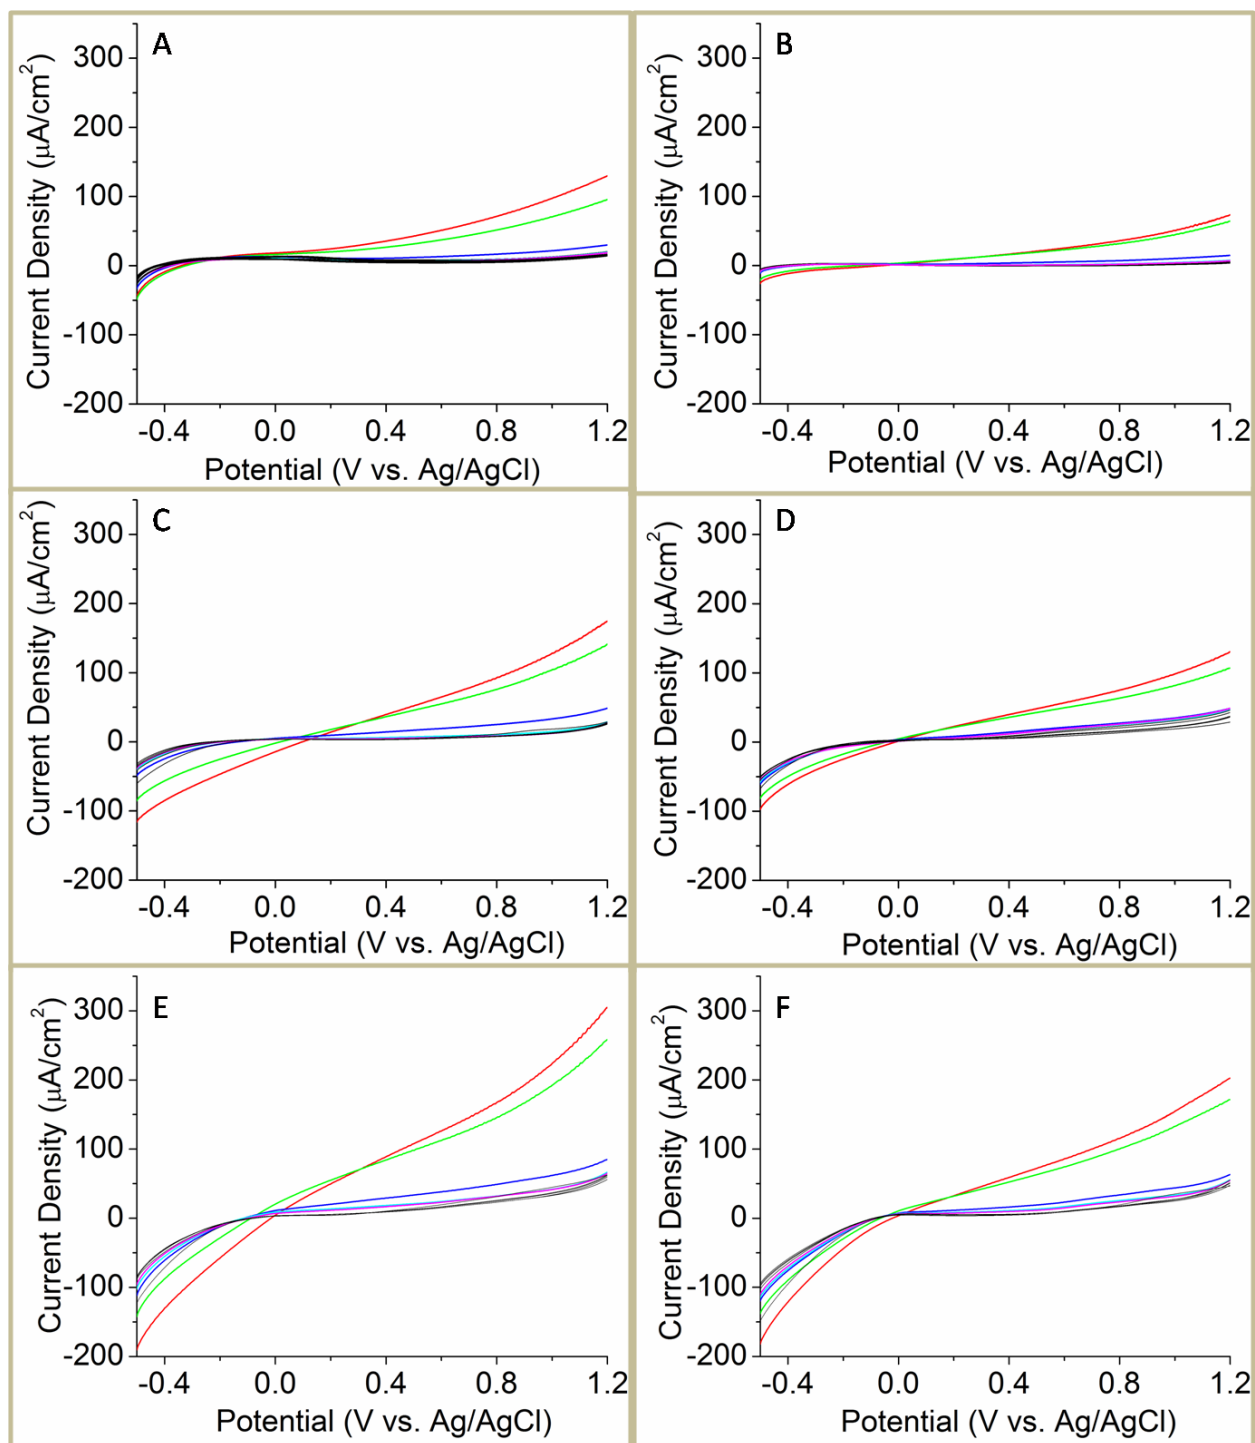 A
Current Density (µA/cm²)
300
200
100
0
-100
-200
-0.4 0.0 0.4 0.8 1.2
Potential (V vs. Ag/AgCl)
B
Current Density (µA/cm²)
300
200
100
0
-100
-200
-0.4 0.0 0.4 0.8 1.2
Potential (V vs. Ag/AgCl)
C
Current Density (µA/cm²)
300
200
100
0
-100
-200
-0.4 0.0 0.4 0.8 1.2
Potential (V vs. Ag/AgCl)
D
Current Density (µA/cm²)
300
200
100
0
-100
-200
-0.4 0.0 0.4 0.8 1.2
Potential (V vs. Ag/AgCl)
E
Current Density (µA/cm²)
300
200
100
0
-100
-200
-0.4 0.0 0.4 0.8 1.2
Potential (V vs. Ag/AgCl)
F
Current Density (µA/cm²)
300
200
100
0
-100
-200
-0.4 0.0 0.4 0.8 1.2
Potential (V vs. Ag/AgCl)